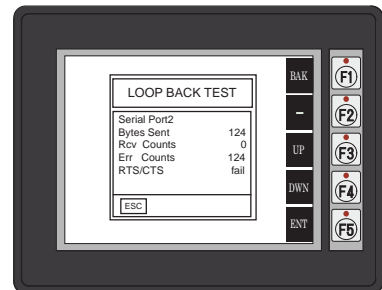 LOOP BACK TEST
Serial Port2
Bytes Sent 124
Rcv Counts 0
Err Counts 124
RTS/CTS fail
ESC
BAK
–
UP
DWN
ENT
F1
F2
F3
F4
F5